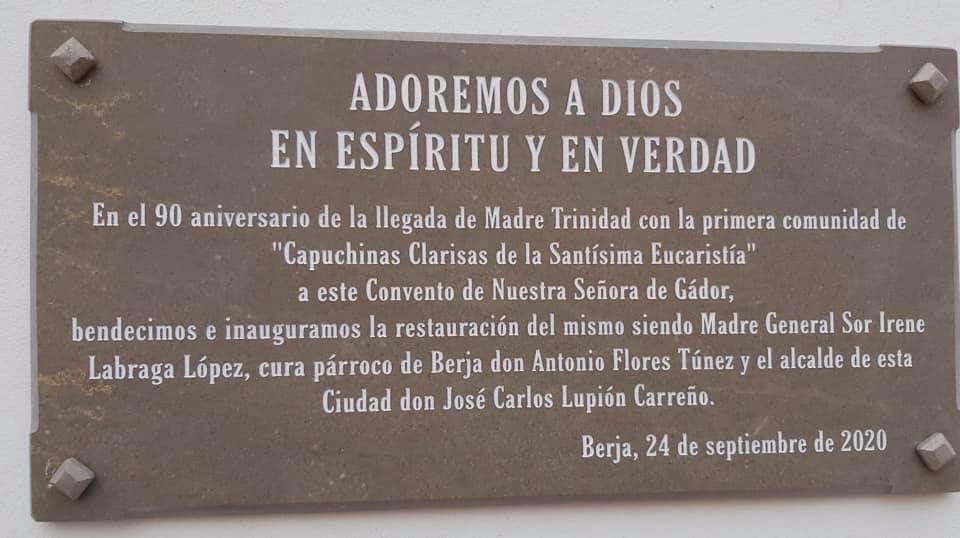 ADOREMOS A DIOS
EN ESPÍRITU Y EN VERDAD
En el 90 aniversario de la llegada de Madre Trinidad con la primera comunidad de
"Capuchinas Clarisas de la Santísima Eucaristía"
a este Convento de Nuestra Señora de Gádor,
bendecimos e inauguramos la restauración del mismo siendo Madre General Sor Irene
Labraga López, cura párroco de Berja don Antonio Flores Túnez y el alcalde de esta
Ciudad don José Carlos Lupión Carreño.
Berja, 24 de septiembre de 2020